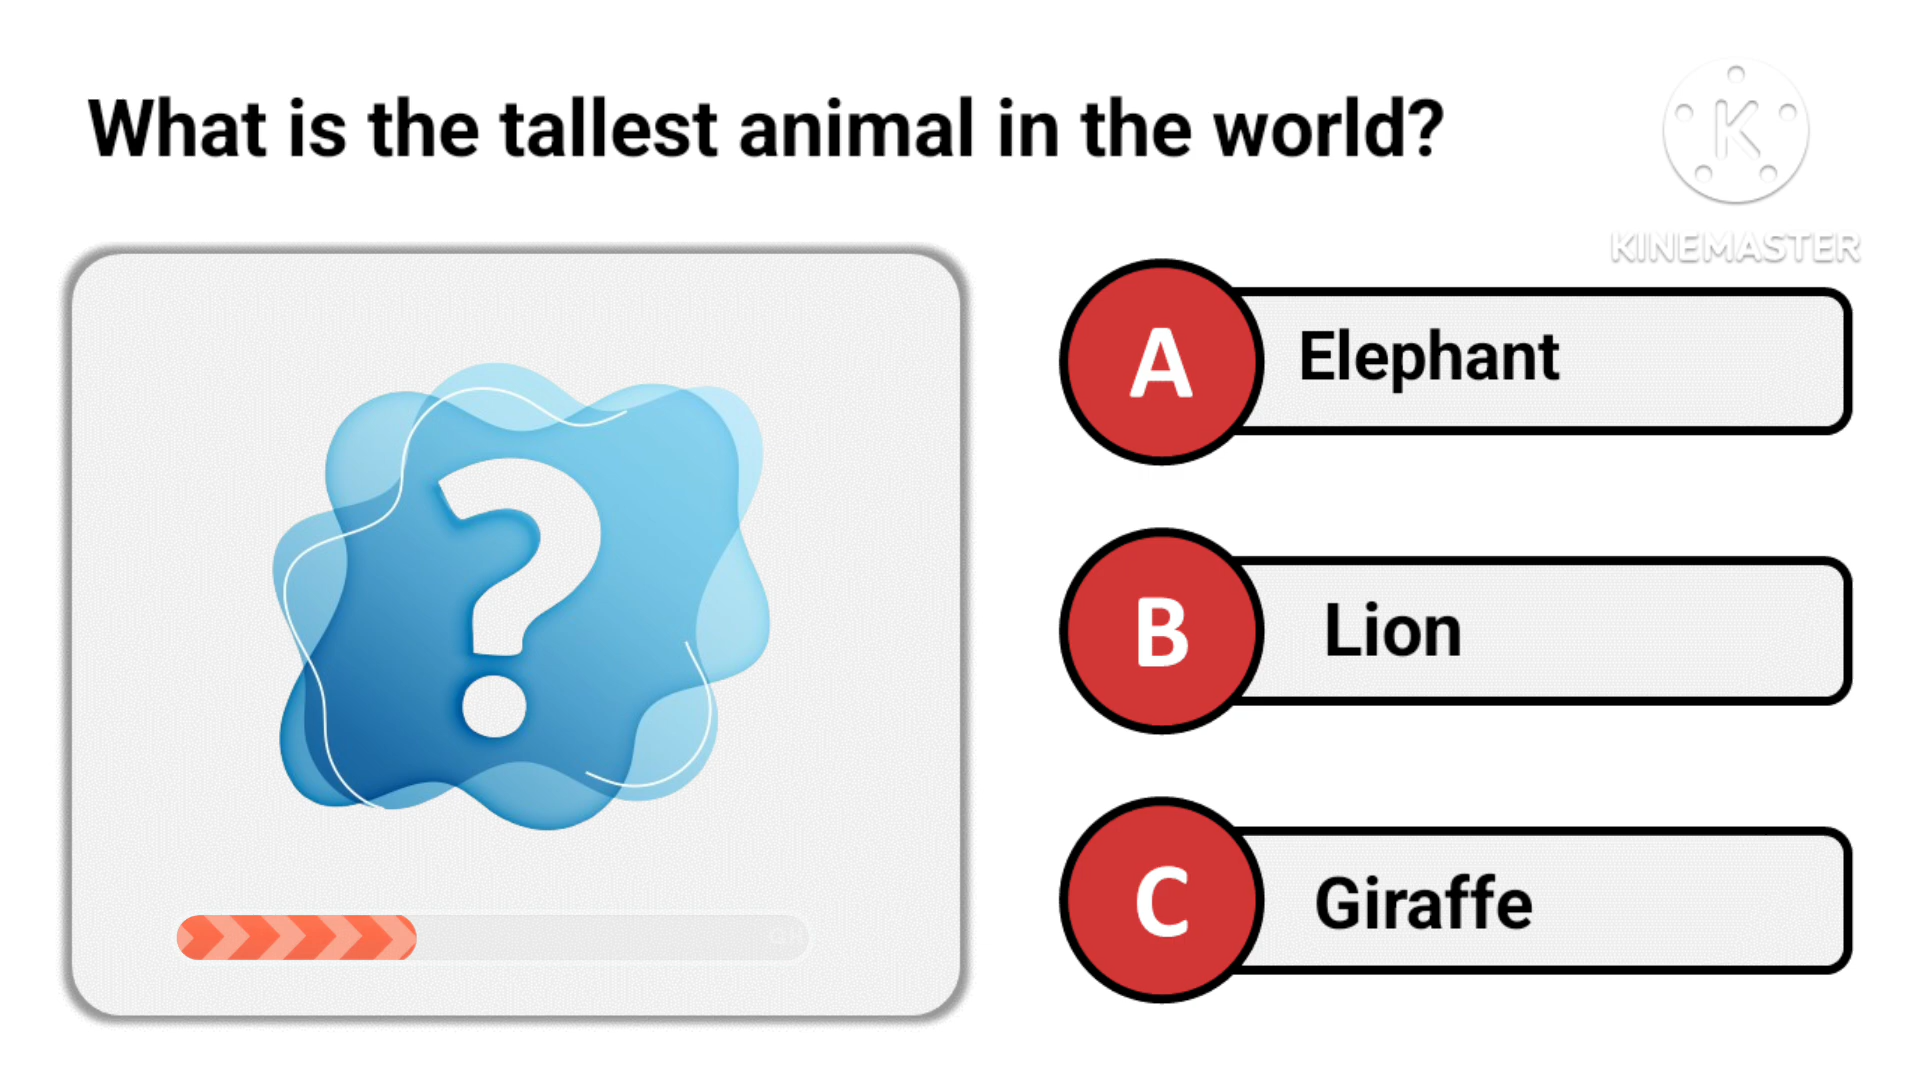 What is the tallest animal in the world?
K
KINEMASTER
?
A
Elephant
B
Lion
C
Giraffe